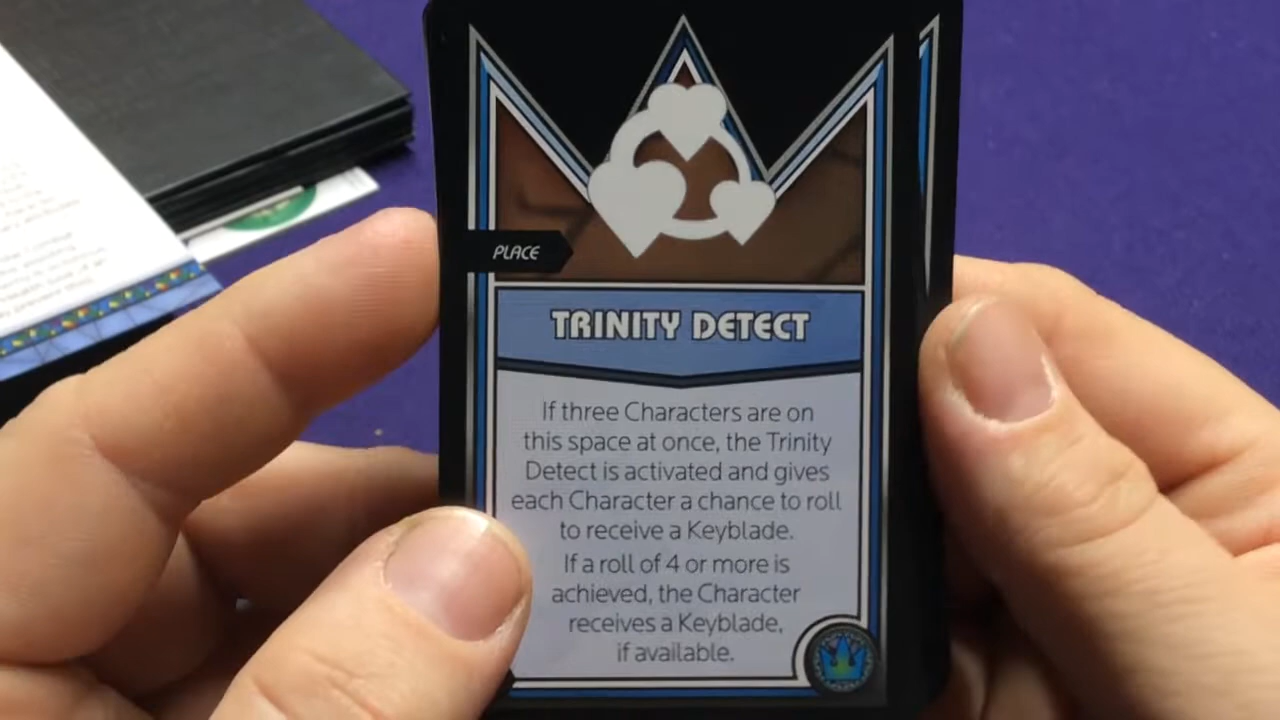 PLACE
TRINITY DETECT
If three Characters are on
this space at once, the Trinity
Detect is activated and gives
each Character a chance to roll
to receive a Keyblade.
If a roll of 4 or more is
achieved, the Character
receives a Keyblade,
if available.